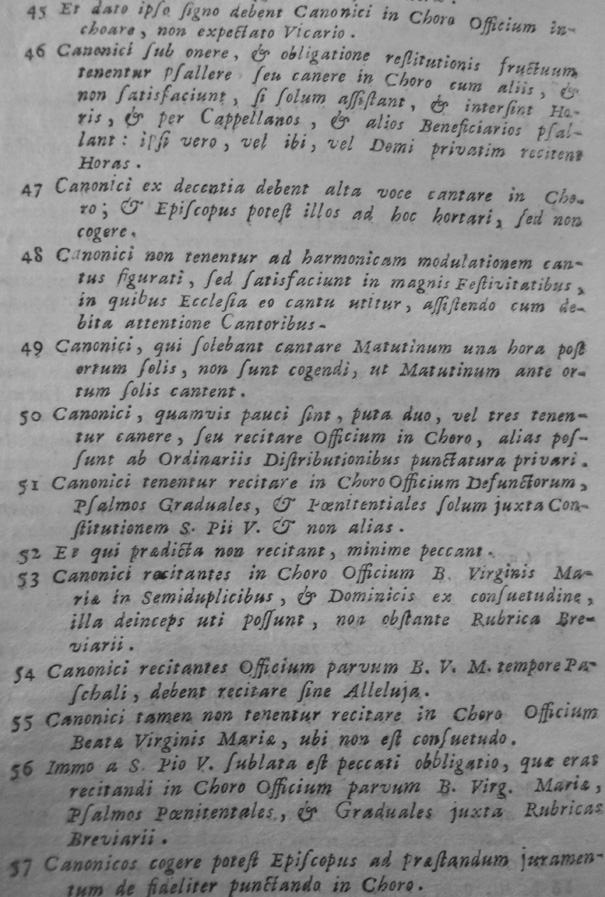 45 Et dato ipſo ſigno debent Canonici in Choro Officium in-
choare, non expectato Vicario.
46 Canonici ſub onere, & obligatione reſtitutionis fructuum
tenentur pſallere ſeu canere in Choro cum aliis, &
non ſatisfaciunt, ſi ſolum aſſiſtant, & interſint Ho-
ris, & per Cappellanos, & alios Beneficiarios pſal-
lant: ipſi vero, vel ibi, vel Domi privatim recitent
Horas.
47 Canonici ex decentia debent alta voce cantare in Cho-
ro; & Epiſcopus poteſt illos ad hoc hortari, ſed non
cogere.
48 Canonici non tenentur ad harmonicam modulationem can-
tus figurati, ſed ſatisfaciunt in magnis Feſtivitatibus,
in quibus Eccleſia eo cantu utitur, aſſiſtendo cum de-
bita attentione Cantoribus.
49 Canonici, qui ſolebant cantare Matutinum una hora poſt
ortum ſolis, non ſunt cogendi, ut Matutinum ante or-
tum ſolis cantent.
50 Canonici, quamvis pauci ſint, puta duo, vel tres tenen-
tur canere, ſeu recitare Officium in Choro, alias poſ-
ſunt ab Ordinariis Diſtributionibus punctatura privari.
51 Canonici tenentur recitare in Choro Officium Defunctorum,
Pſalmos Graduales, & Pœnitentiales ſolum juxta Con-
ſtitutionem S. Pii V. & non alias.
52 Et qui prædicta non recitant, minime peccant.
53 Canonici recitantes in Choro Officium B. Virginis Ma-
riæ in Semiduplicibus, & Dominicis ex conſuetudine,
illa deinceps uti poſſunt, non obſtante Rubrica Bre-
viarii.
54 Canonici recitantes Officium parvum B. V. M. tempore Pa-
ſchali, debent recitare ſine Alleluja.
55 Canonici tamen non tenentur recitare in Choro Officium
Beatæ Virginis Mariæ, ubi non eſt conſuetudo.
56 Immo a S. Pio V. ſublata eſt peccati obbligatio, quæ erat
recitandi in Choro Officium parvum B. Virg. Mariæ,
Pſalmos Pœnitentales, & Graduales juxta Rubricas
Breviarii.
57 Canonicos cogere poteſt Epiſcopus ad præſtandum juramen-
tum de fideliter punctando in Choro.